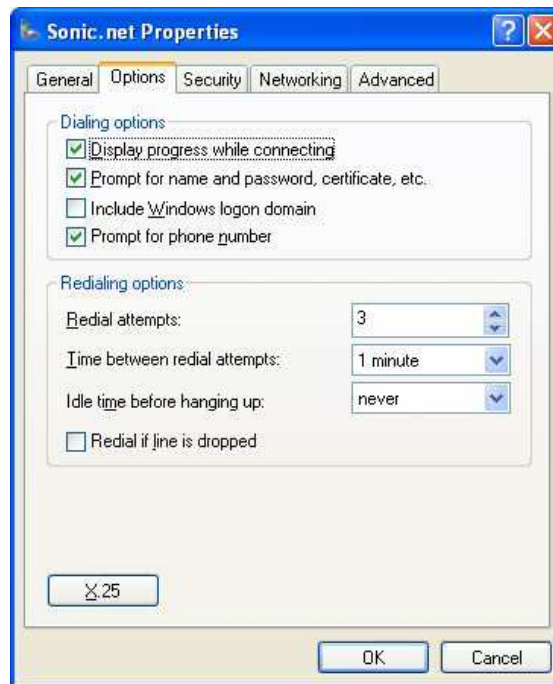 Sonic.net Properties
General Options Security Networking Advanced
Dialing options
Display progress while connecting
Prompt for name and password, certificate, etc.
Include Windows logon domain
Prompt for phone number
Redialing options
Redial attempts: 3
Time between redial attempts: 1 minute
Idle time before hanging up: never
Redial if line is dropped
X.25
OK Cancel